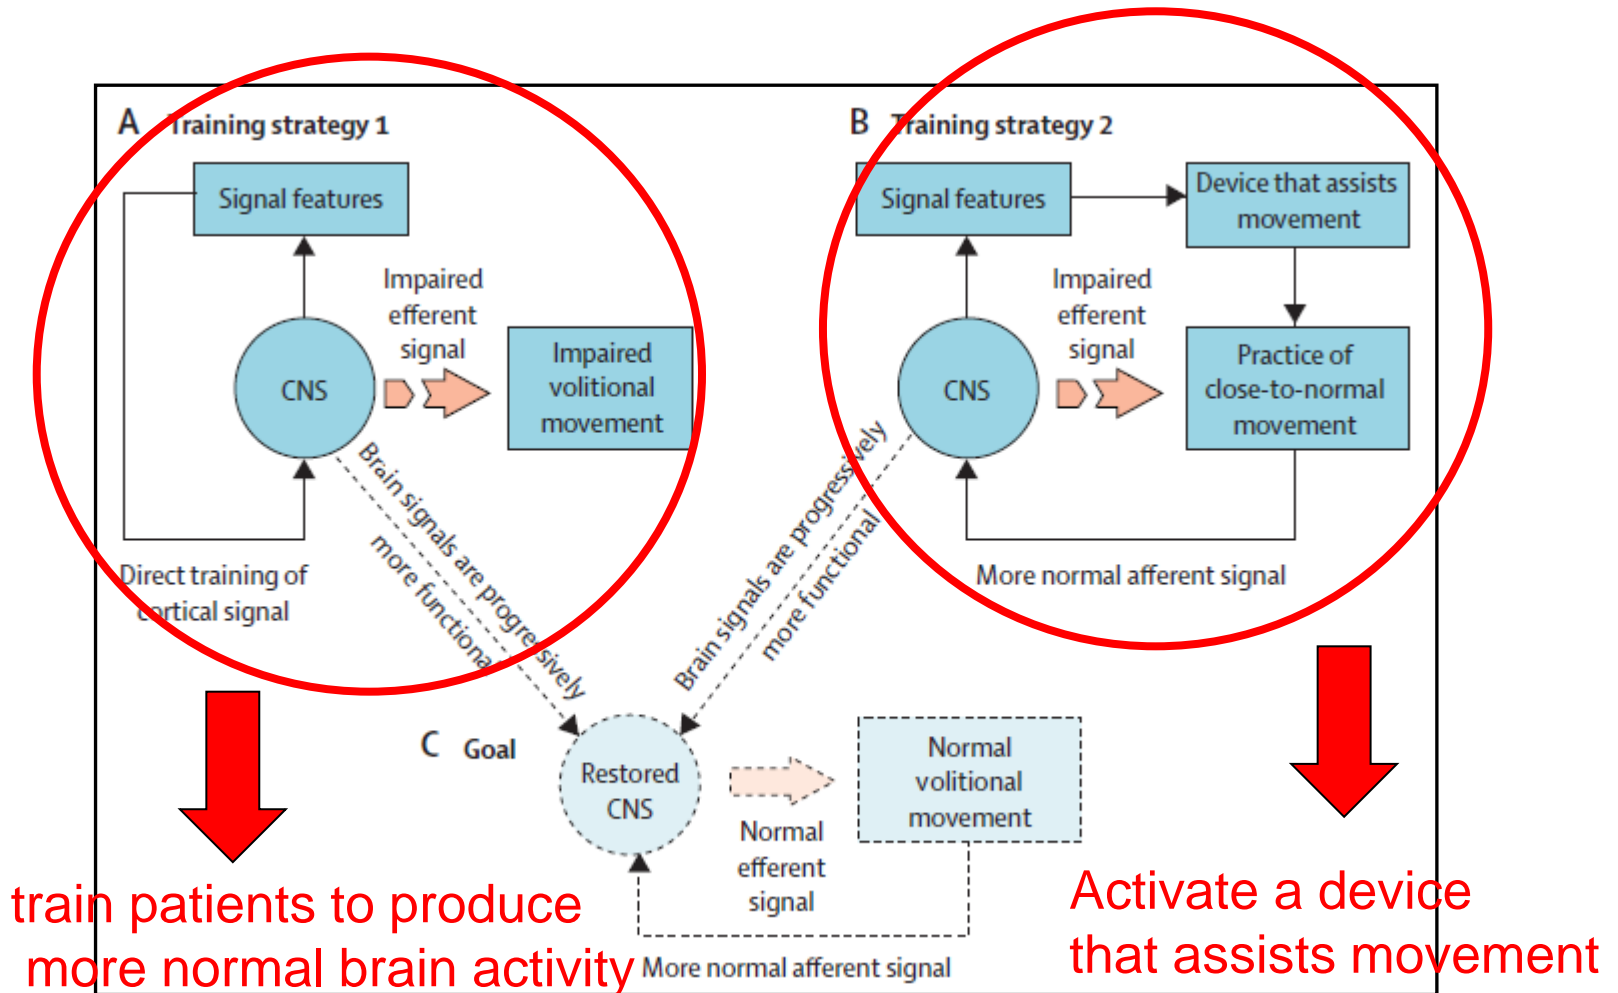 A Training strategy 1
Signal features
Impaired
efferent
signal
CNS
Impaired
volitional
movement
Direct training of
cortical signal
Brain signals are progressively
more functional
B Training strategy 2
Signal features
Device that assists
movement
Impaired
efferent
signal
CNS
Practice of
close-to-normal
movement
More normal afferent signal
Brain signals are progressively
more functional
C Goal
Restored
CNS
Normal
efferent
signal
Normal
volitional
movement
More normal afferent signal
train patients to produce
more normal brain activity
Activate a device
that assists movement